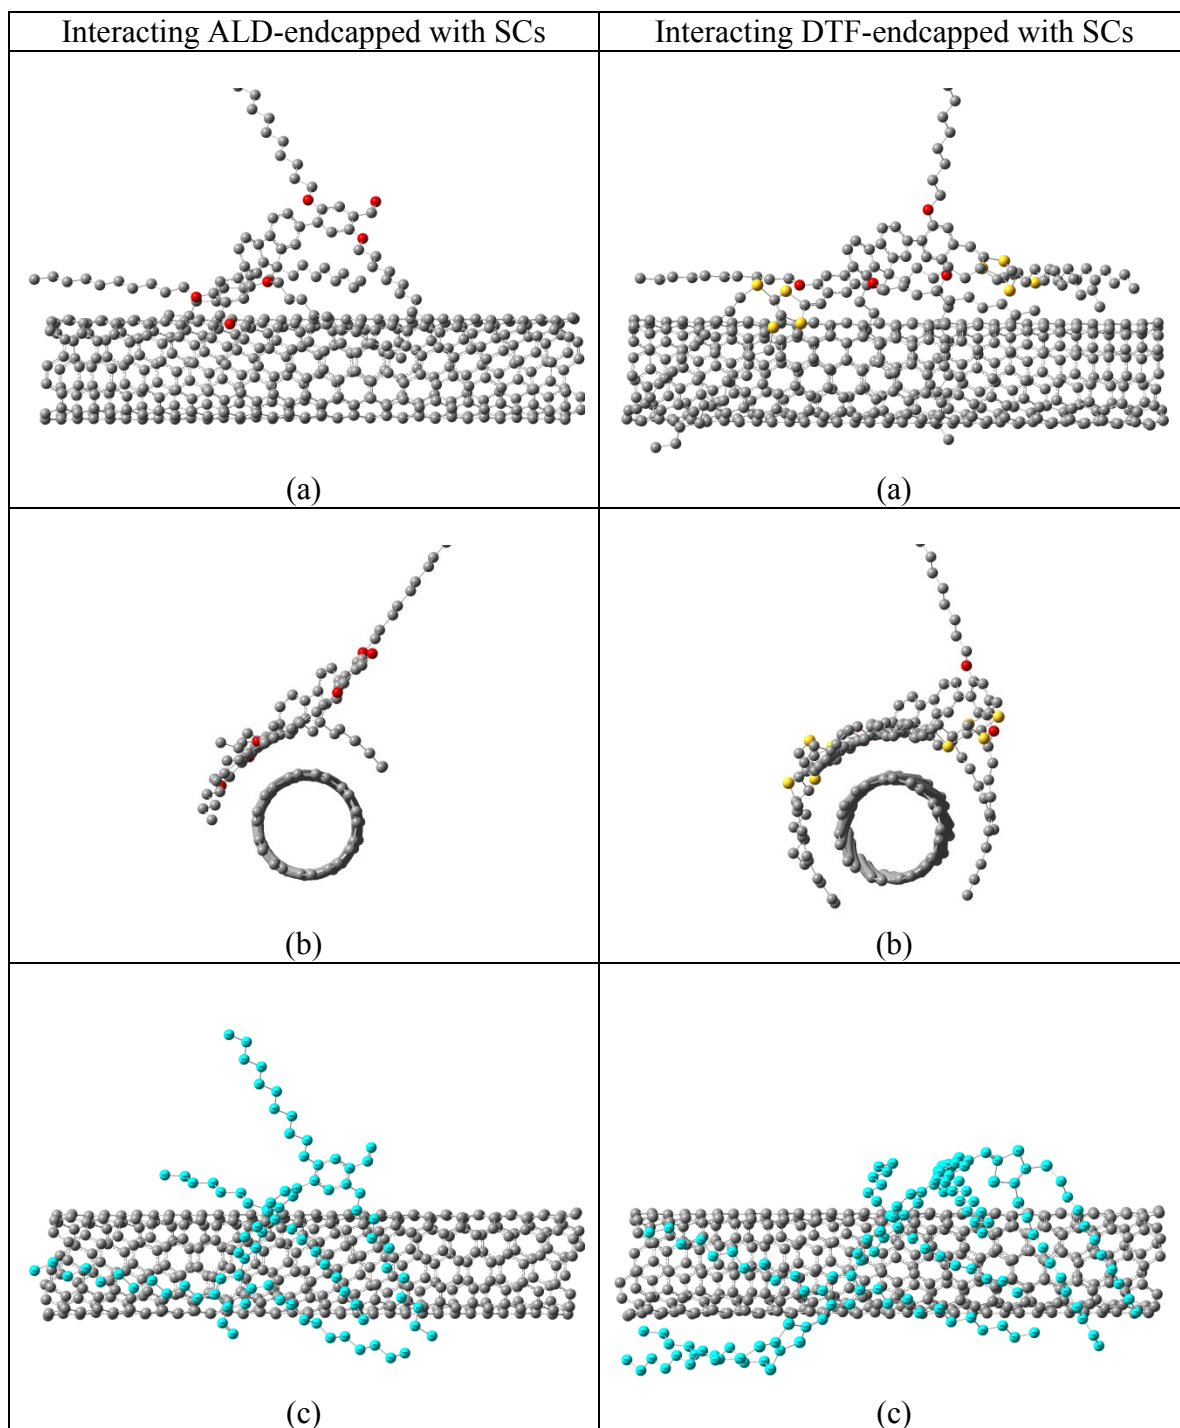 Interacting ALD-endcapped with SCs
Interacting DTF-endcapped with SCs
(a)
(a)
(b)
(b)
(c)
(c)